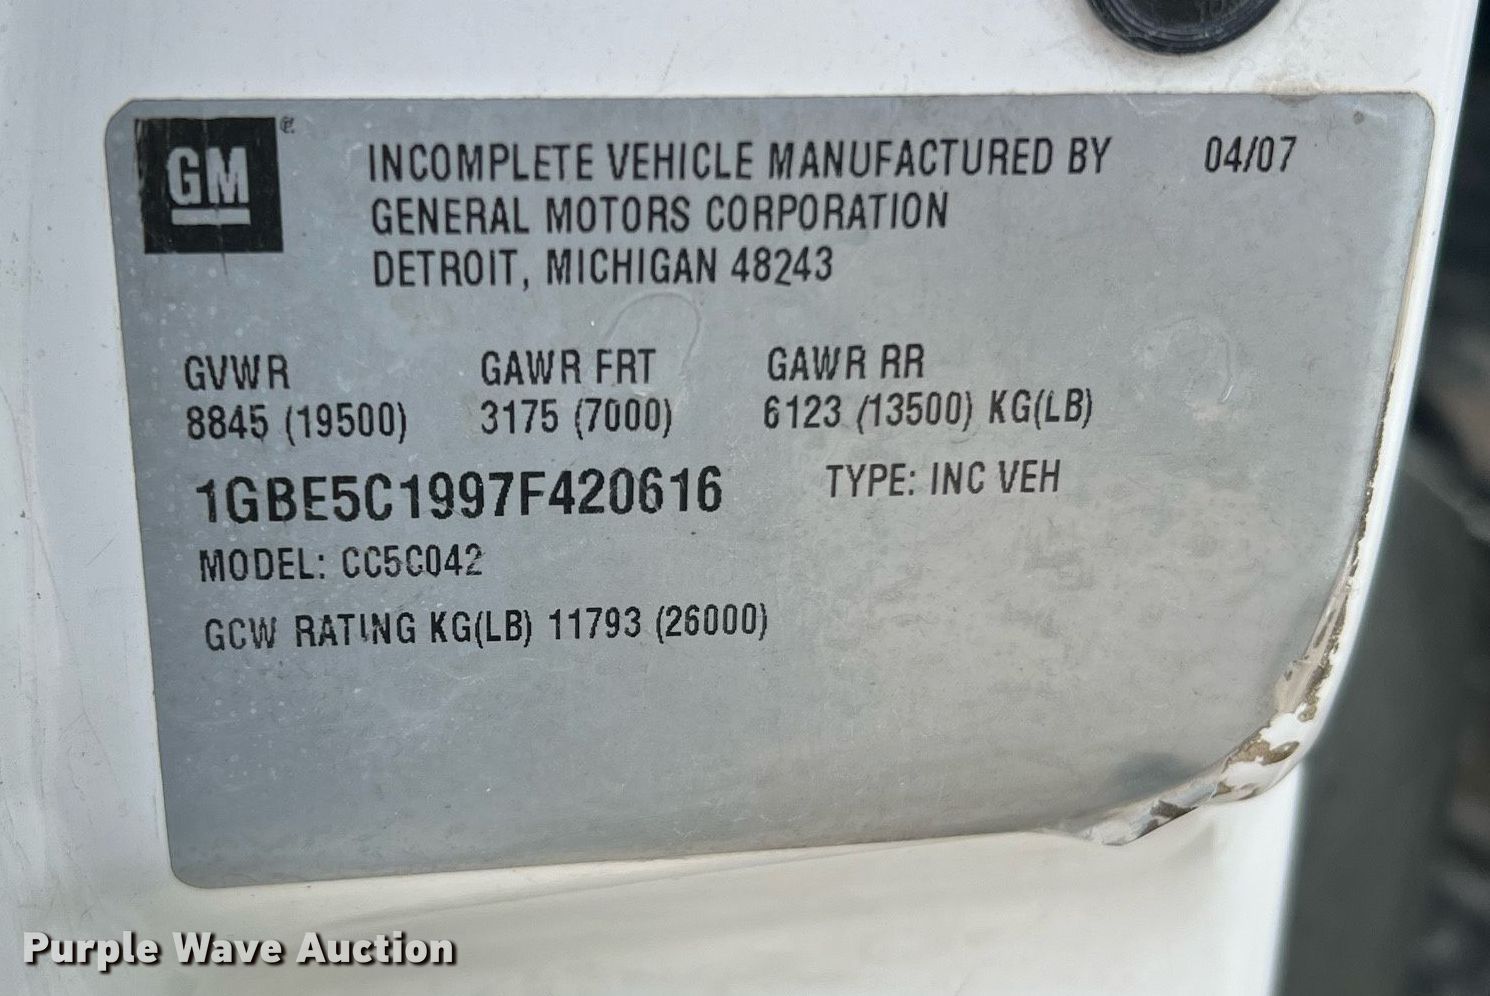 GM
INCOMPLETE VEHICLE MANUFACTURED BY 04/07
GENERAL MOTORS CORPORATION
DETROIT, MICHIGAN 48243
GVWR GAWR FRT GAWR RR
8845 (19500) 3175 (7000) 6123 (13500) KG(LB)
1GBE5C1997F420616 TYPE: INC VEH
MODEL: CC5C042
GCW RATING KG(LB) 11793 (26000)
Purple Wave Auction